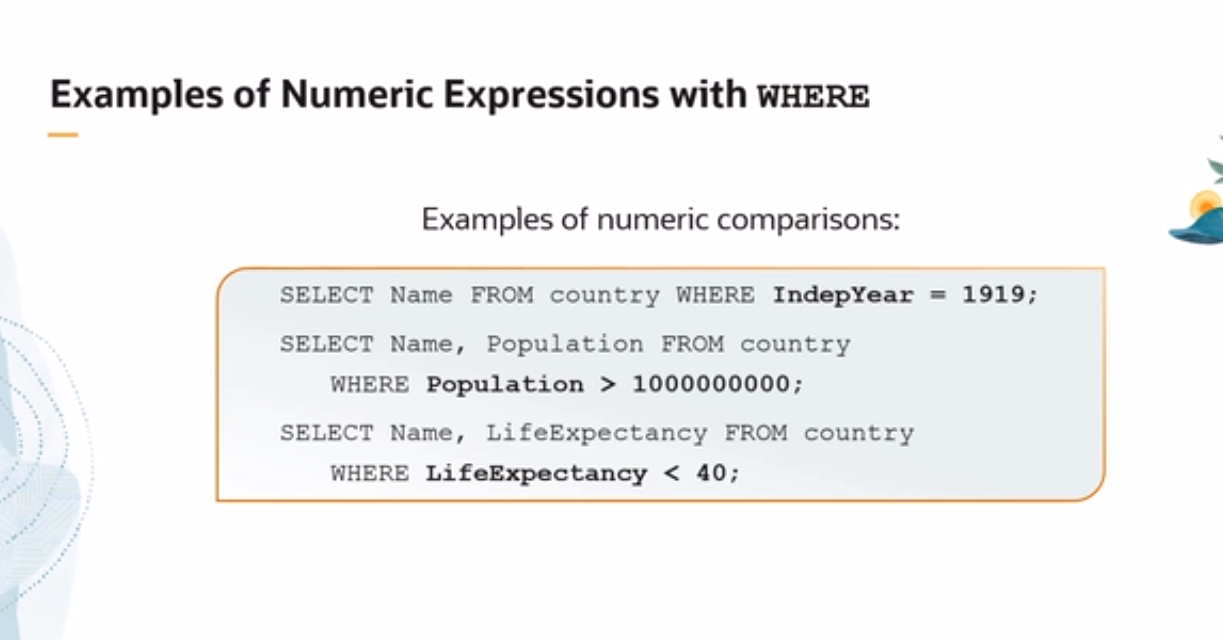 Examples of Numeric Expressions with WHERE
Examples of numeric comparisons:
SELECT Name FROM country WHERE IndepYear = 1919;
SELECT Name, Population FROM country
WHERE Population > 1000000000;
SELECT Name, LifeExpectancy FROM country
WHERE LifeExpectancy < 40;